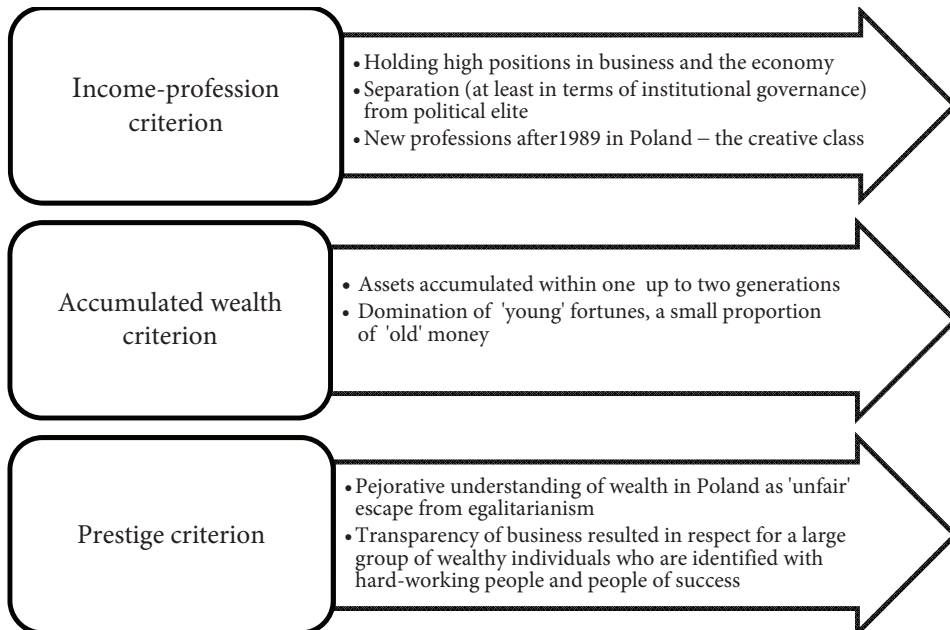 Income-profession
criterion
• Holding high positions in business and the economy
• Separation (at least in terms of institutional governance)
from political elite
• New professions after1989 in Poland – the creative class
Accumulated wealth
criterion
• Assets accumulated within one up to two generations
• Domination of 'young' fortunes, a small proportion
of 'old' money
Prestige criterion
• Pejorative understanding of wealth in Poland as 'unfair'
escape from egalitarianism
• Transparency of business resulted in respect for a large
group of wealthy individuals who are identified with
hard-working people and people of success